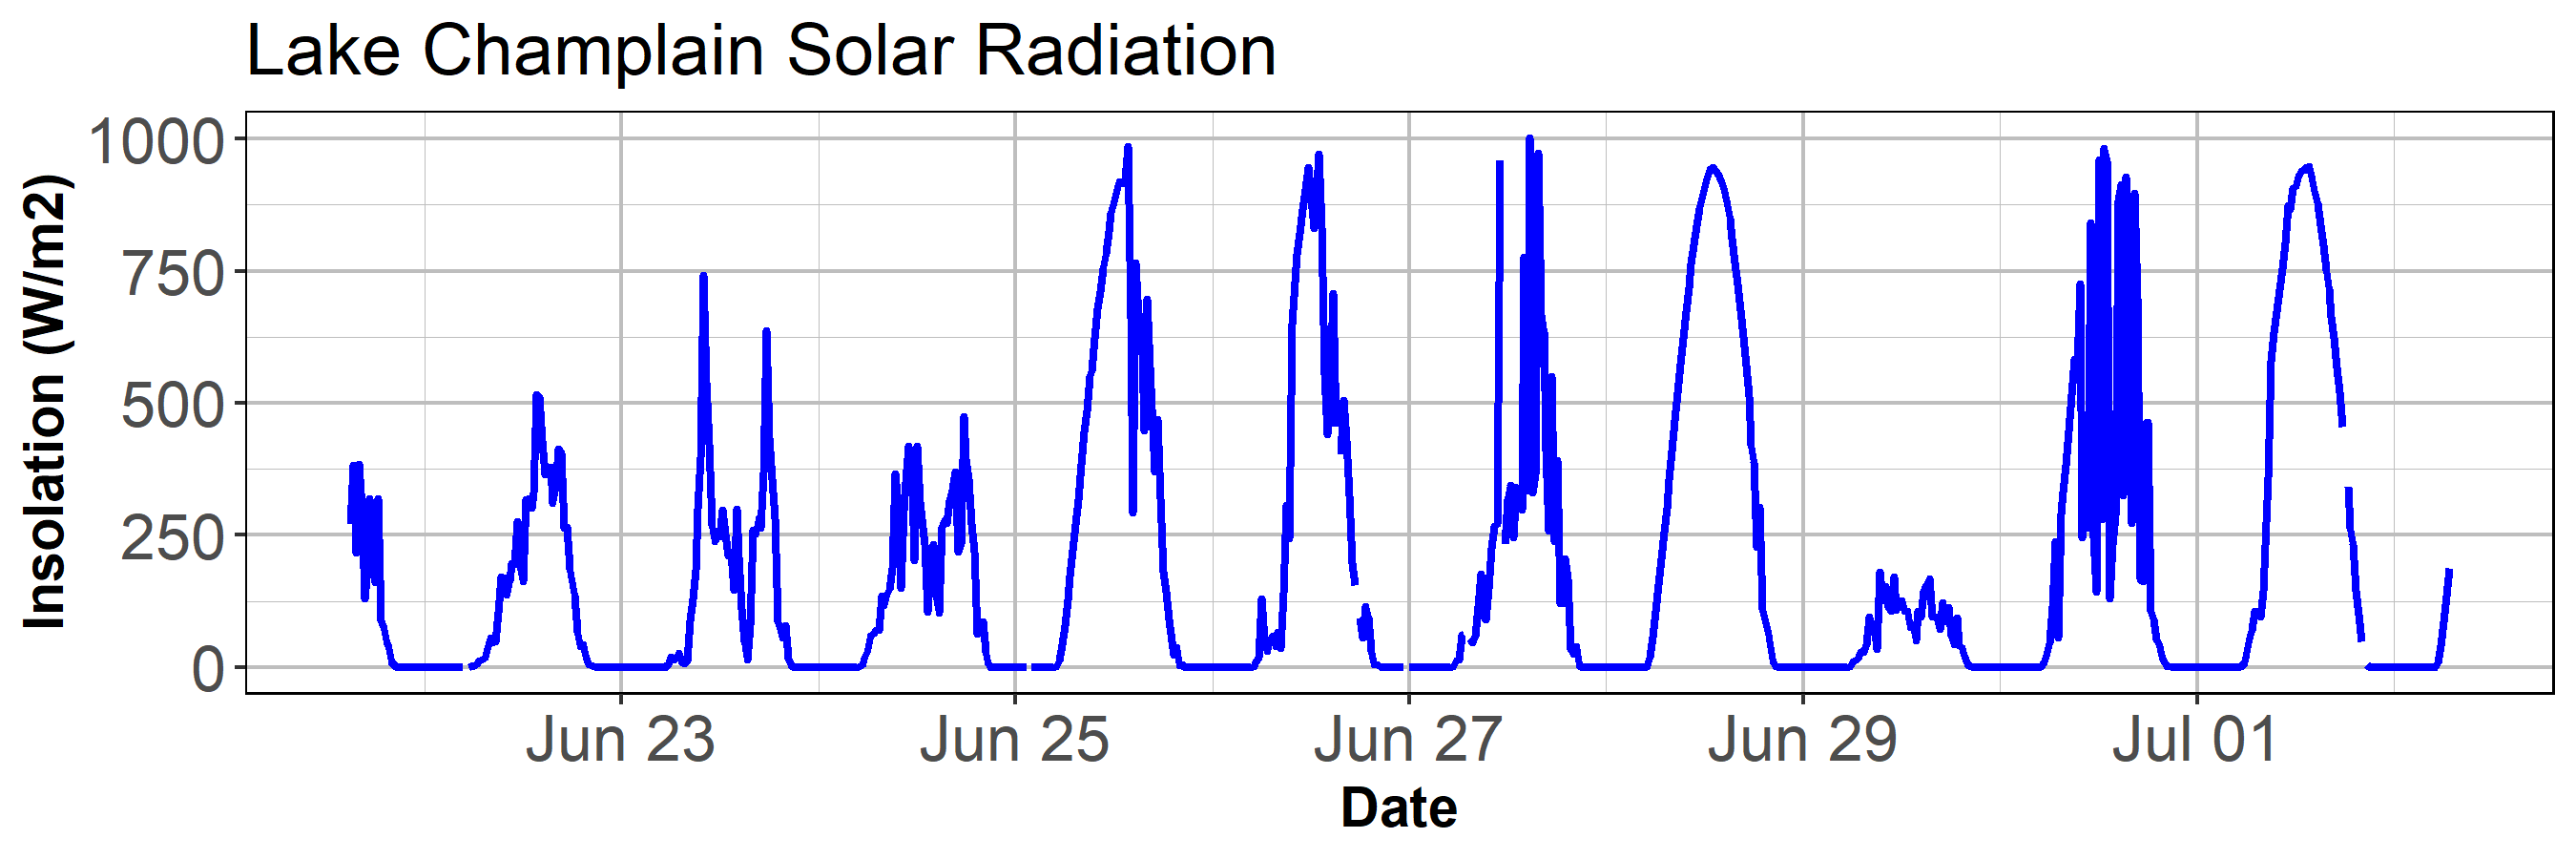 Lake Champlain Solar Radiation
1000
750
500
250
0
Insolation (W/m2)
Jun 23 Jun 25 Jun 27 Jun 29 Jul 01
Date